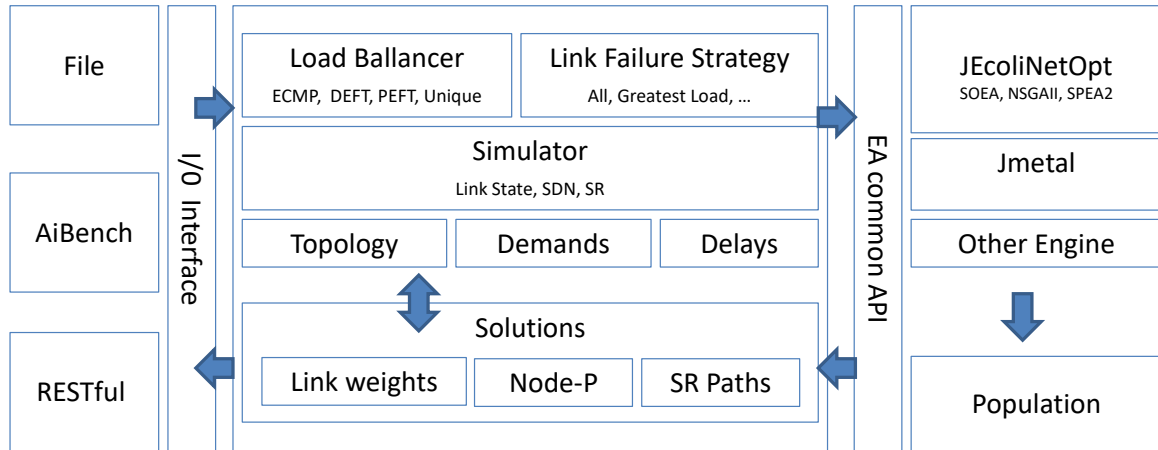 File
AiBench
RESTful
I/0 Interface
Load Ballancer
ECMP, DEFT, PEFT, Unique
Link Failure Strategy
All, Greatest Load, ...
Simulator
Link State, SDN, SR
Topology
Demands
Delays
Solutions
Link weights
Node-P
SR Paths
EA common API
JEcoliNetOpt
SOEA, NSGAII, SPEA2
Jmetal
Other Engine
Population